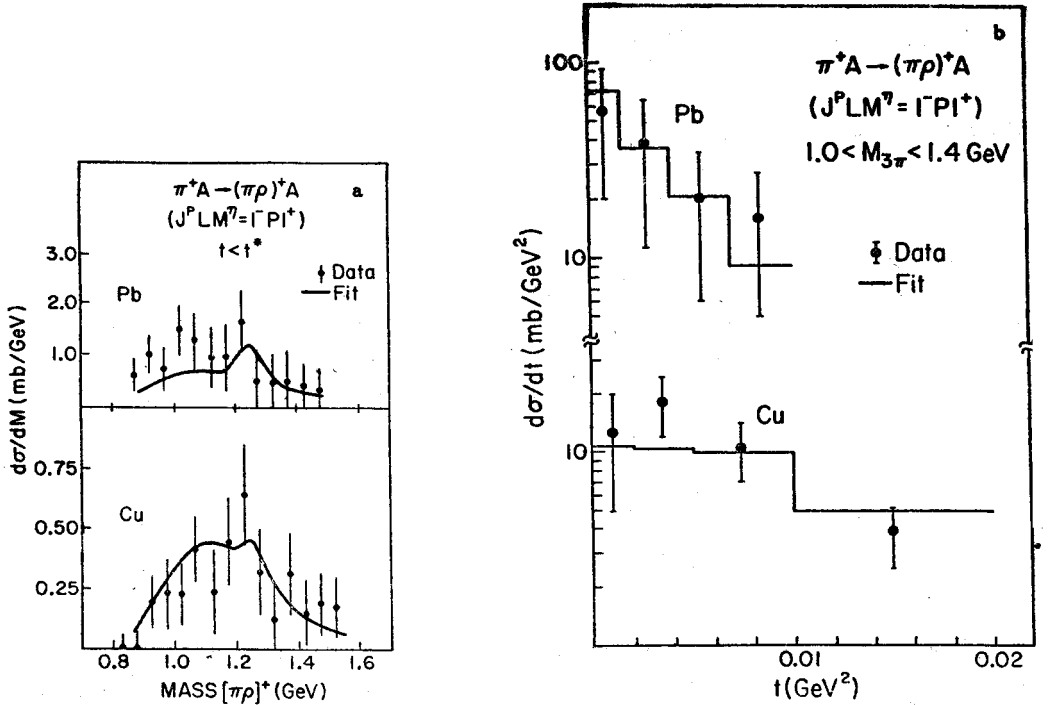 a
π⁺A→(πρ)⁺A
(JᴾLMᶯ=1⁻P1⁺)
t<t*
Data
Fit
Pb
3.0
2.0
1.0
Cu
0.75
0.50
0.25
dσ/dM (mb/GeV)
0.8 1.0 1.2 1.4 1.6
MASS [πρ]⁺ (GeV)
b
π⁺A→(πρ)⁺A
(JᴾLMᶯ=1⁻P1⁺)
1.0<M₃π<1.4 GeV
Pb
Data
Fit
Cu
100
10
10
dσ/dt (mb/GeV²)
0.01 0.02
t(GeV²)